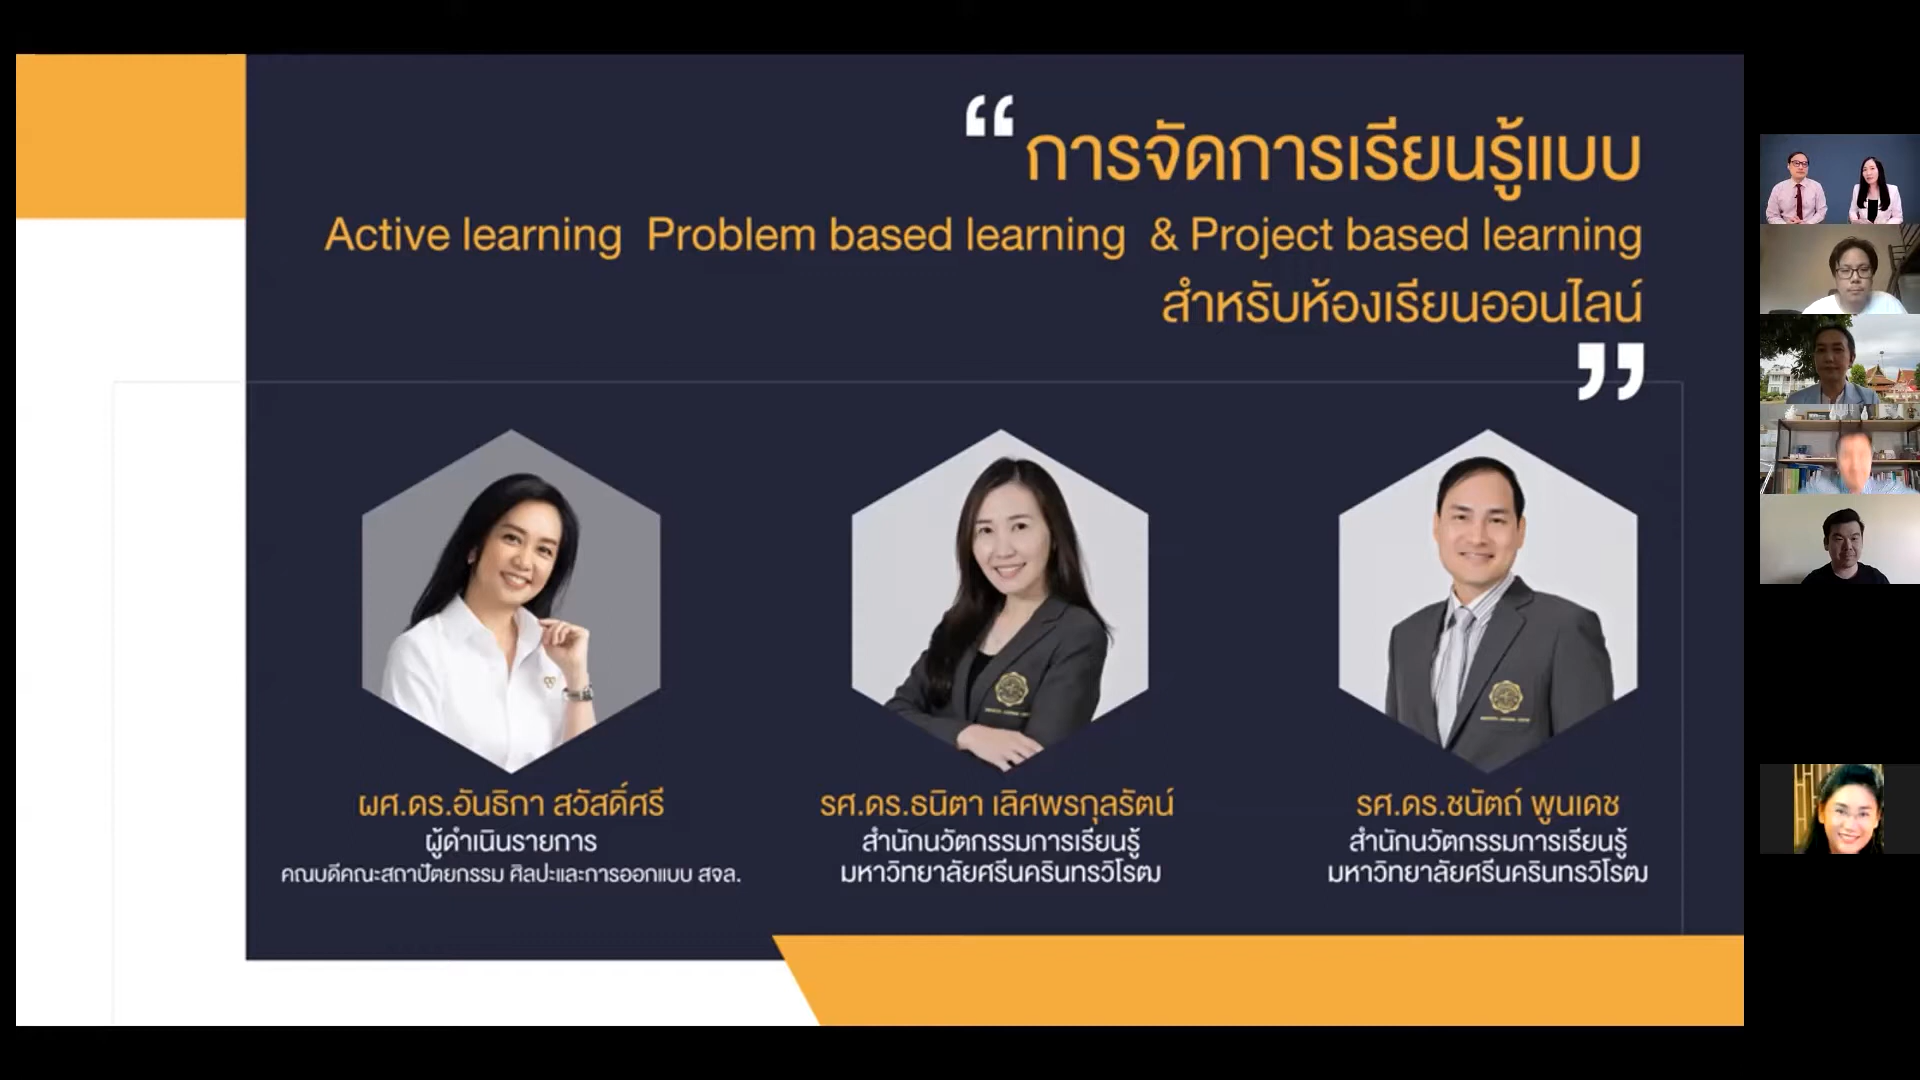 “การจัดการเรียนรู้แบบ
Active learning Problem based learning & Project based learning
สำหรับห้องเรียนออนไลน์”
ผศ.ดร.อันธิกา สวัสดิ์ศรี
ผู้ดำเนินรายการ
คณบดีคณะสถาปัตยกรรม ศิลปะและการออกแบบ สจล.
รศ.ดร.ธนิตา เลิศพรกุลรัตน์
สำนักนวัตกรรมการเรียนรู้
มหาวิทยาลัยศรีนครินทรวิโรฒ
รศ.ดร.ชนัตถ์ พูนเดช
สำนักนวัตกรรมการเรียนรู้
มหาวิทยาลัยศรีนครินทรวิโรฒ